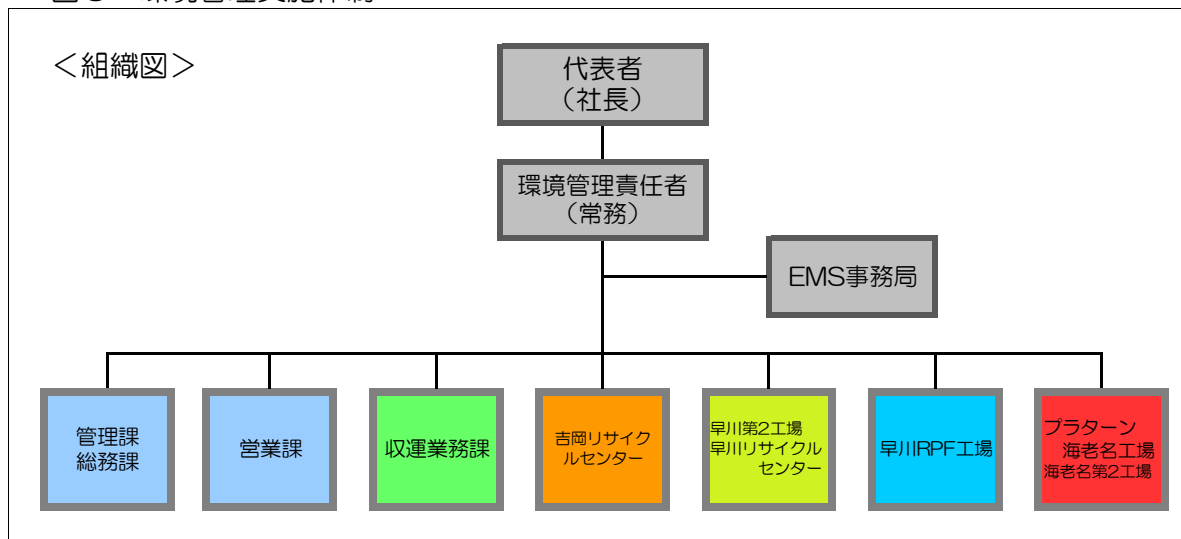 ＜組織図＞
代表者
（社長）
環境管理責任者
（常務）
EMS事務局
管理課
総務課
営業課
収運業務課
吉岡リサイク
ルセンター
早川第2工場
早川リサイクル
センター
早川RPF工場
プラターン
海老名工場
海老名第2工場